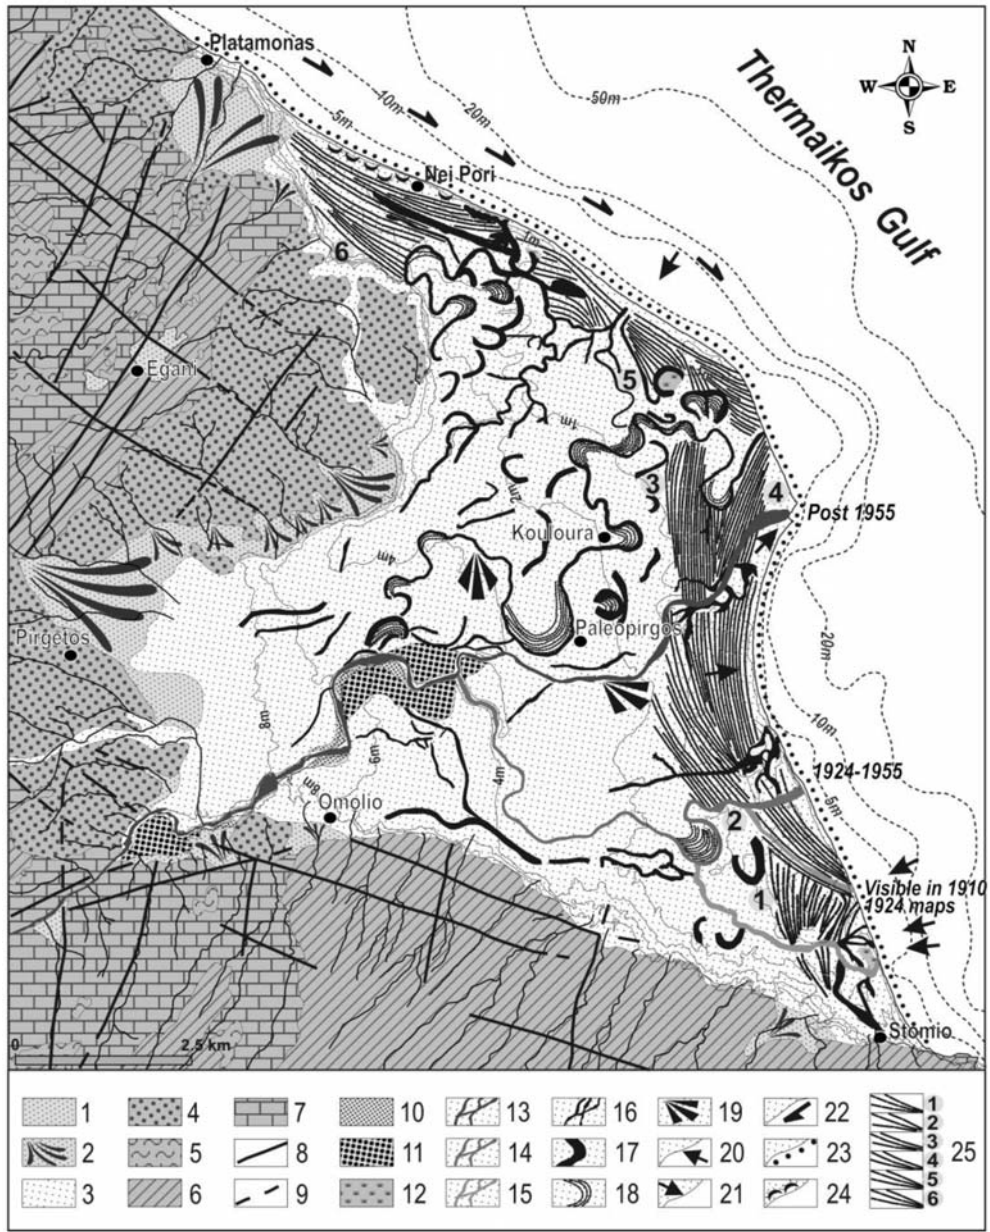 Platamonas
Thermaikos Gulf
N
W
E
S
50m
20m
10m
5m
Nei Pori
1m
6
Egani
5
1m
3
4
Post 1955
2m
Kouloura
4m
Pirgetos
Paleopirgos
20m
8m
10m
6m
4m
8m
1924-1955
5m
Omolio
2
Visible in 1910
1924 maps
1
Stomio
0
2.5 km
1 4 7 10 13 16 19 22 1
2
2 5 8 11 14 17 20 23 3 25
4
5
3 6 9 12 15 18 21 24 6